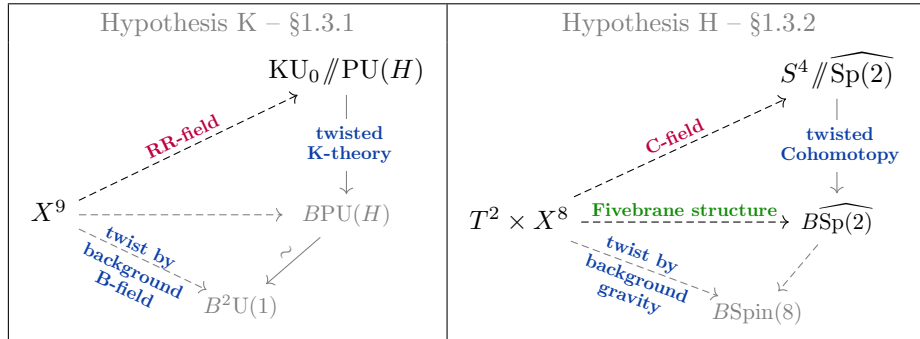 Hypothesis K – §1.3.1
KU₀ // PU(H)
RR-field
twisted
K-theory
X⁹
BPU(H)
twist by
background
B-field
∼
B²U(1)
Hypothesis H – §1.3.2
S⁴ // \widehat{Sp(2)}
C-field
twisted
Cohomotopy
T² × X⁸
Fivebrane structure
B\widehat{Sp(2)}
twist by
background
gravity
BSpin(8)